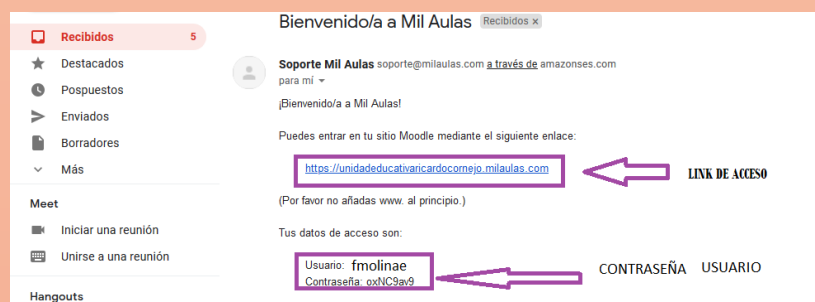 Bienvenido/a a Mil Aulas Recibidos x
Recibidos 5
Destacados
Pospuestos
Enviados
Borradores
Más
Meet
Iniciar una reunión
Unirse a una reunión
Hangouts
Soporte Mil Aulas soporte@milaulas.com a través de amazonses.com
para mí
¡Bienvenido/a a Mil Aulas!
Puedes entrar en tu sitio Moodle mediante el siguiente enlace:
https://unidadeducativaricardocornejo.milaulas.com
LINK DE ACCESO
(Por favor no añadas www. al principio.)
Tus datos de acceso son:
Usuario: fmolinae
Contraseña: oxNC9av9
CONTRASEÑA USUARIO